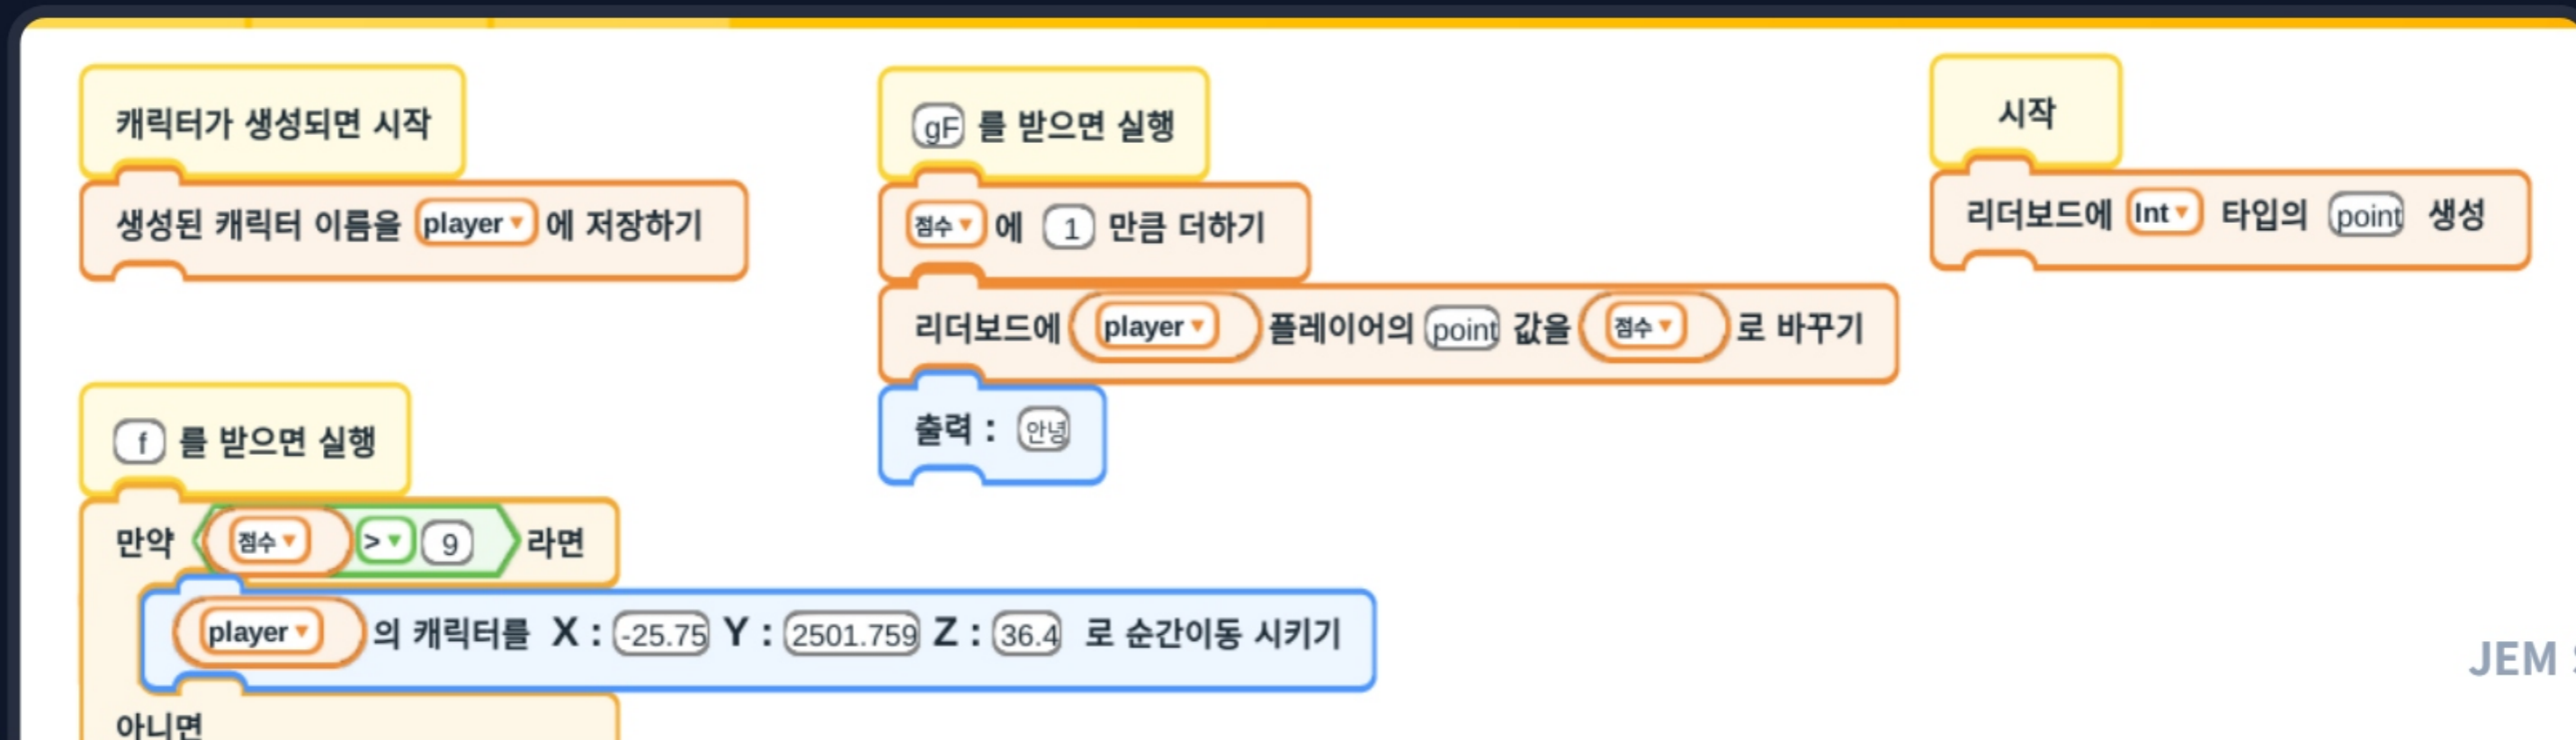 캐릭터가 생성되면 시작
생성된 캐릭터 이름을 player 에 저장하기
gF 를 받으면 실행
점수 에 1 만큼 더하기
리더보드에 player 플레이어의 point 값을 점수 로 바꾸기
출력 : 안녕
시작
리더보드에 Int 타입의 point 생성
f 를 받으면 실행
만약 점수 > 9 라면
player 의 캐릭터를 X : -25.75 Y : 2501.759 Z : 36.4 로 순간이동 시키기
아니면
JEM